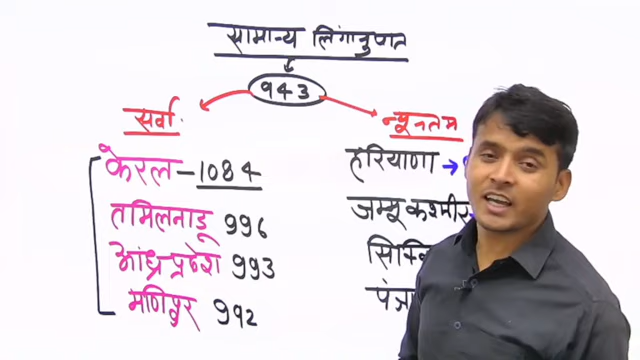 सामान्य लिंगानुपात
943
सर्वा.
न्यूनतम
केरल - 1084
तमिलनाडू 996
आंध्र प्रदेश 993
मणिपुर 992
हरियाणा →
जम्मू कश्मीर